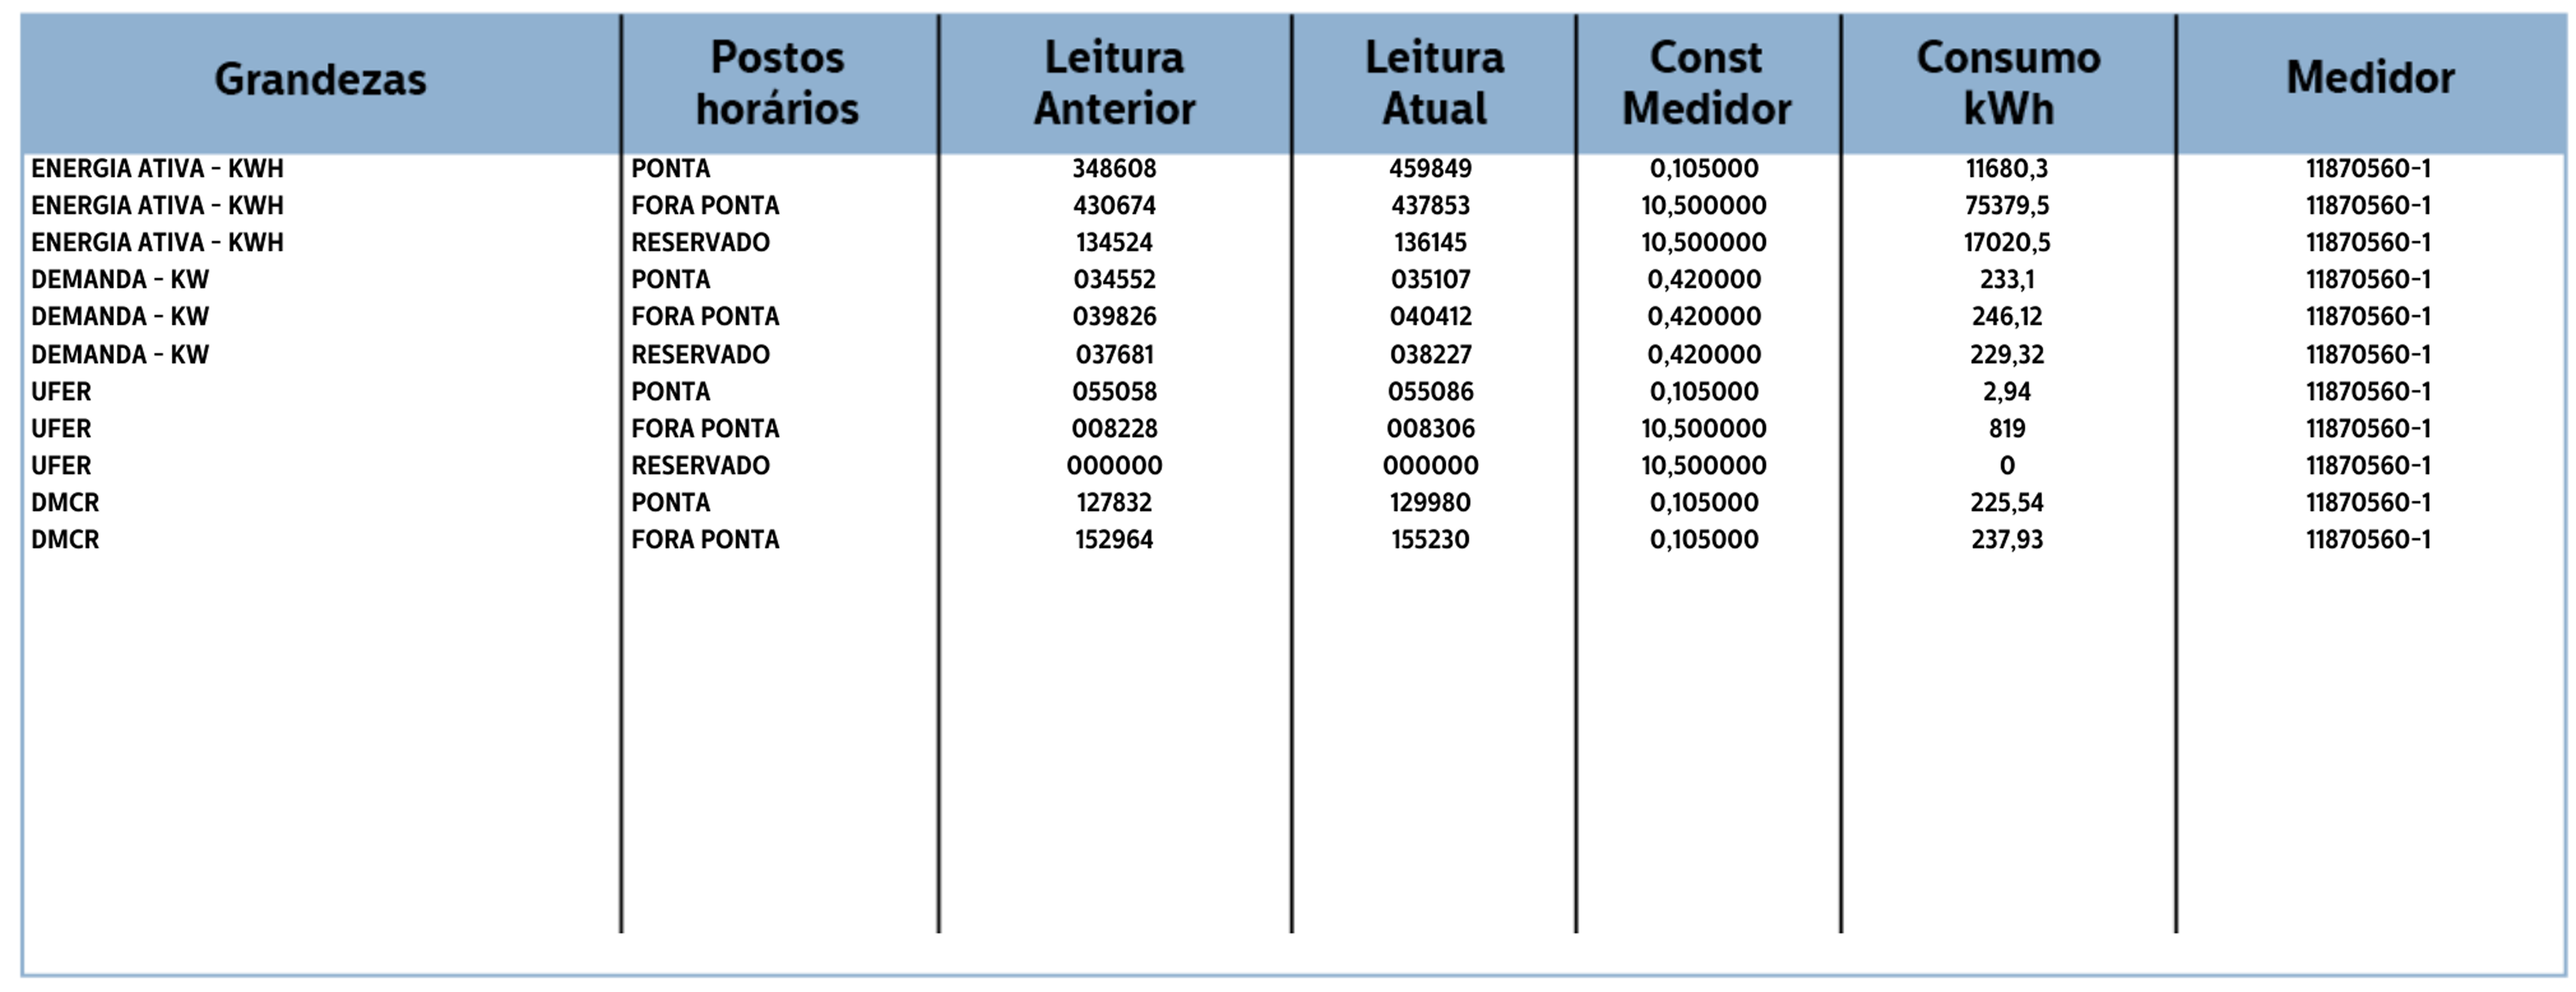 Grandezas Postos horários Leitura Anterior Leitura Atual Const Medidor Consumo kWh Medidor
ENERGIA ATIVA - KWH PONTA 348608 459849 0,105000 11680,3 11870560-1
ENERGIA ATIVA - KWH FORA PONTA 430674 437853 10,500000 75379,5 11870560-1
ENERGIA ATIVA - KWH RESERVADO 134524 136145 10,500000 17020,5 11870560-1
DEMANDA - KW PONTA 034552 035107 0,420000 233,1 11870560-1
DEMANDA - KW FORA PONTA 039826 040412 0,420000 246,12 11870560-1
DEMANDA - KW RESERVADO 037681 038227 0,420000 229,32 11870560-1
UFER PONTA 055058 055086 0,105000 2,94 11870560-1
UFER FORA PONTA 008228 008306 10,500000 819 11870560-1
UFER RESERVADO 000000 000000 10,500000 0 11870560-1
DMCR PONTA 127832 129980 0,105000 225,54 11870560-1
DMCR FORA PONTA 152964 155230 0,105000 237,93 11870560-1